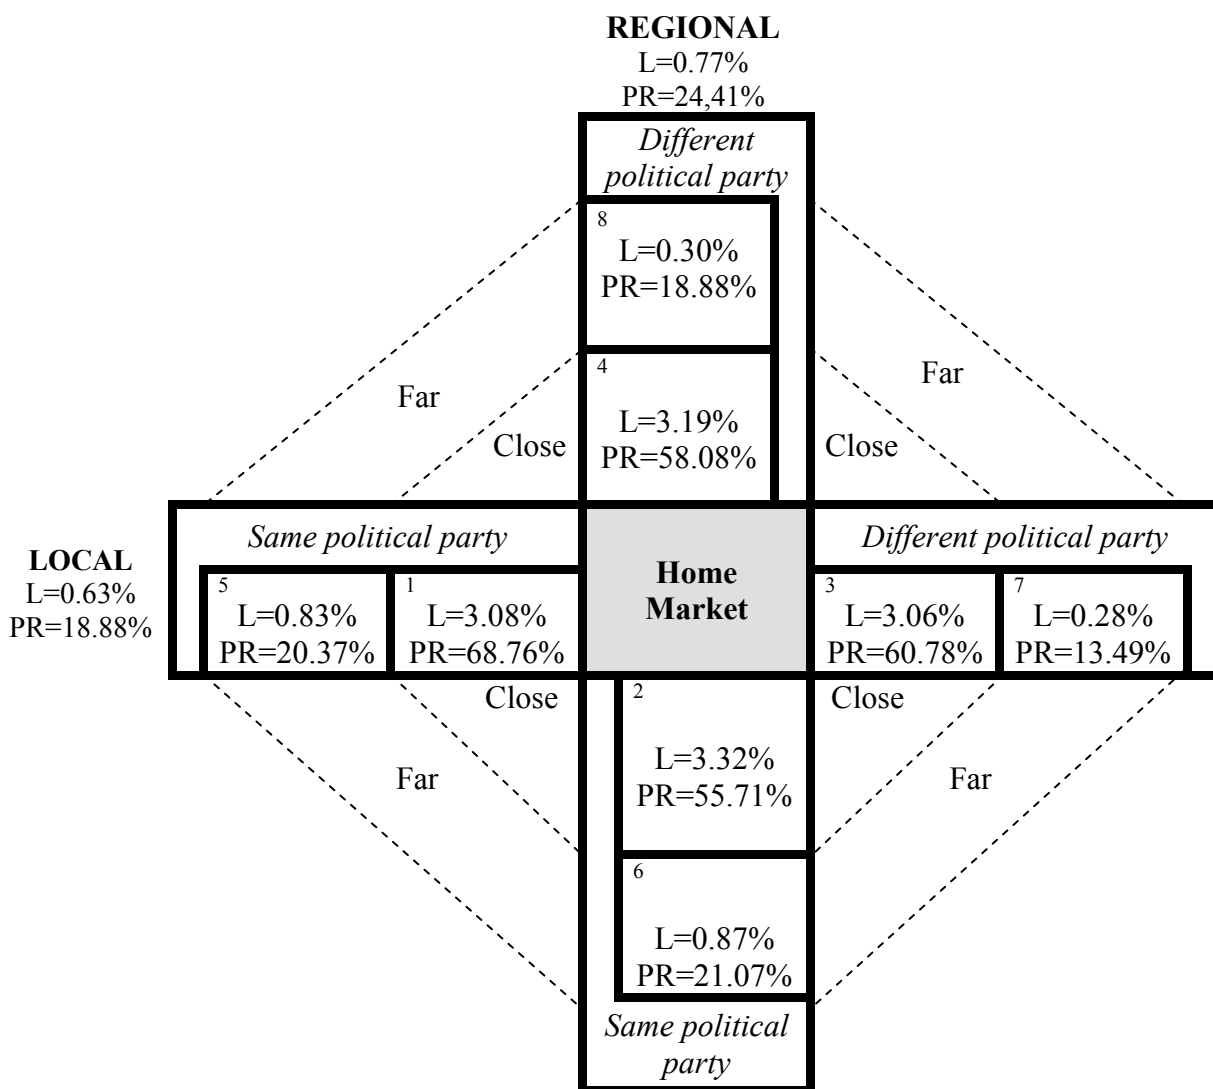 REGIONAL
L=0.77%
PR=24,41%
Different
political party
8
L=0.30%
PR=18.88%
4
L=3.19%
PR=58.08%
Far
Close
Close
Far
LOCAL
L=0.63%
PR=18.88%
Same political party
5
L=0.83%
PR=20.37%
1
L=3.08%
PR=68.76%
Home
Market
Different political party
3
L=3.06%
PR=60.78%
7
L=0.28%
PR=13.49%
Close
Far
2
L=3.32%
PR=55.71%
Close
Far
6
L=0.87%
PR=21.07%
Same political
party